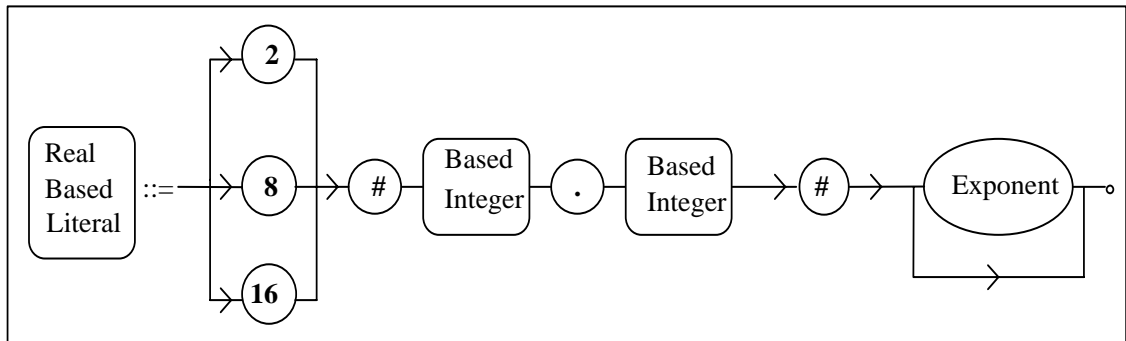 Real
Based
Literal
::=
2
8
16
#
Based
Integer
.
Based
Integer
#
Exponent